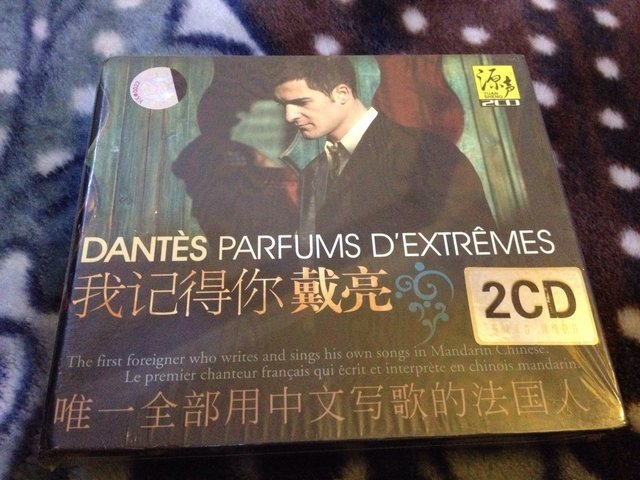 源声
YUAN SHENG
2CD
DANTÈS PARFUMS D'EXTRÊMES
我记得你 戴亮
2CD
The first foreigner who writes and sings his own songs in Mandarin Chinese.
Le premier chanteur français qui écrit et interprète en chinois mandarin.
唯一全部用中文写歌的法国人